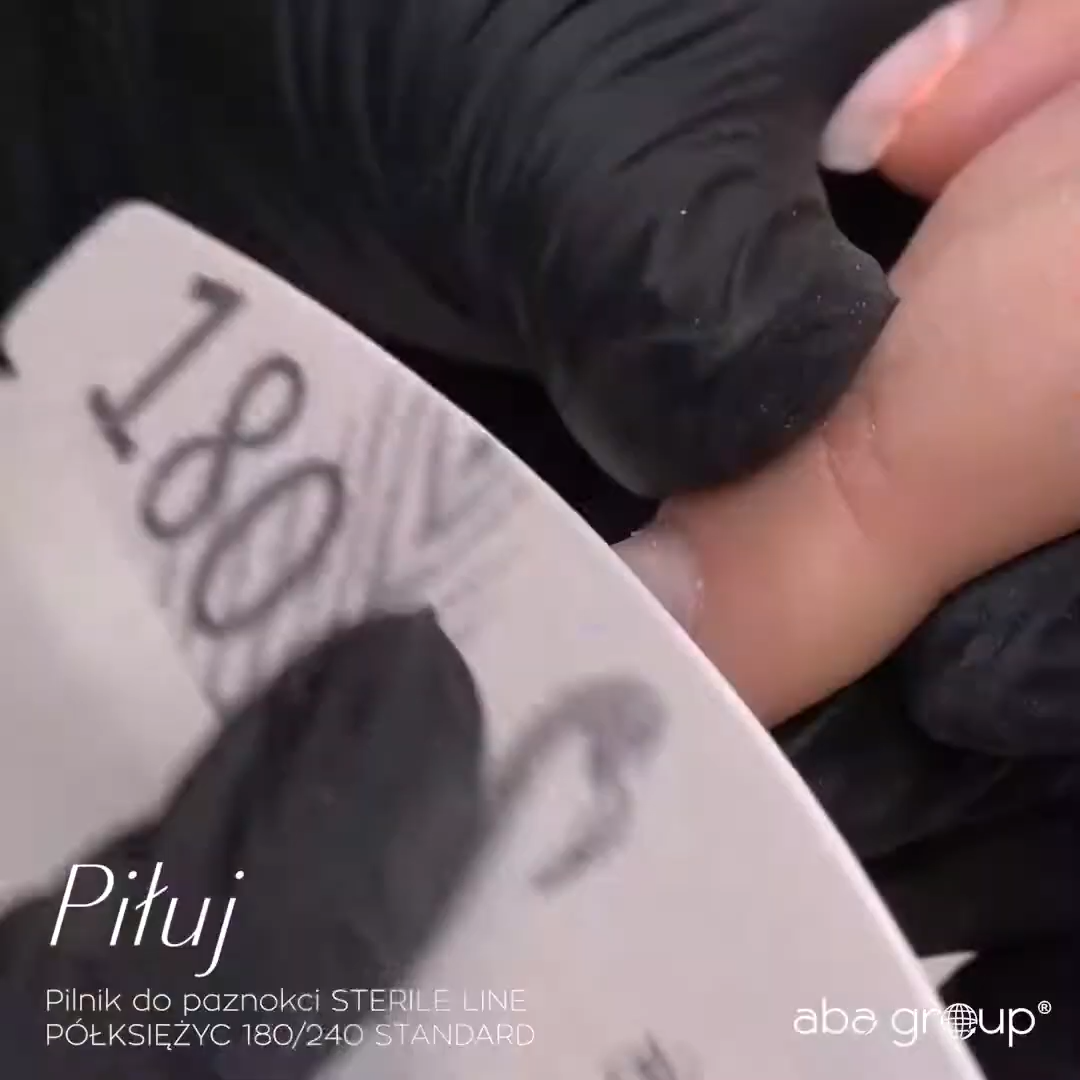 180
Piłuj
Pilnik do paznokci STERILE LINE
PÓŁKSIĘŻYC 180/240 STANDARD
aba group®